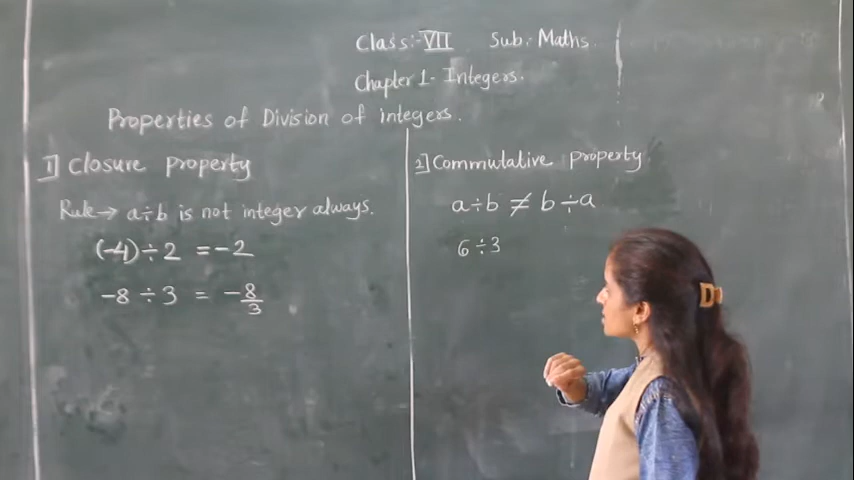 Class:- VII Sub: Maths.
Chapter 1- Integers.
Properties of Division of integers.
1] Closure Property
Rule→ a÷b is not integer always.
(-4)÷2 = -2
-8 ÷ 3 = -8/3
2] Commutative property
a÷b ≠ b÷a
6÷3